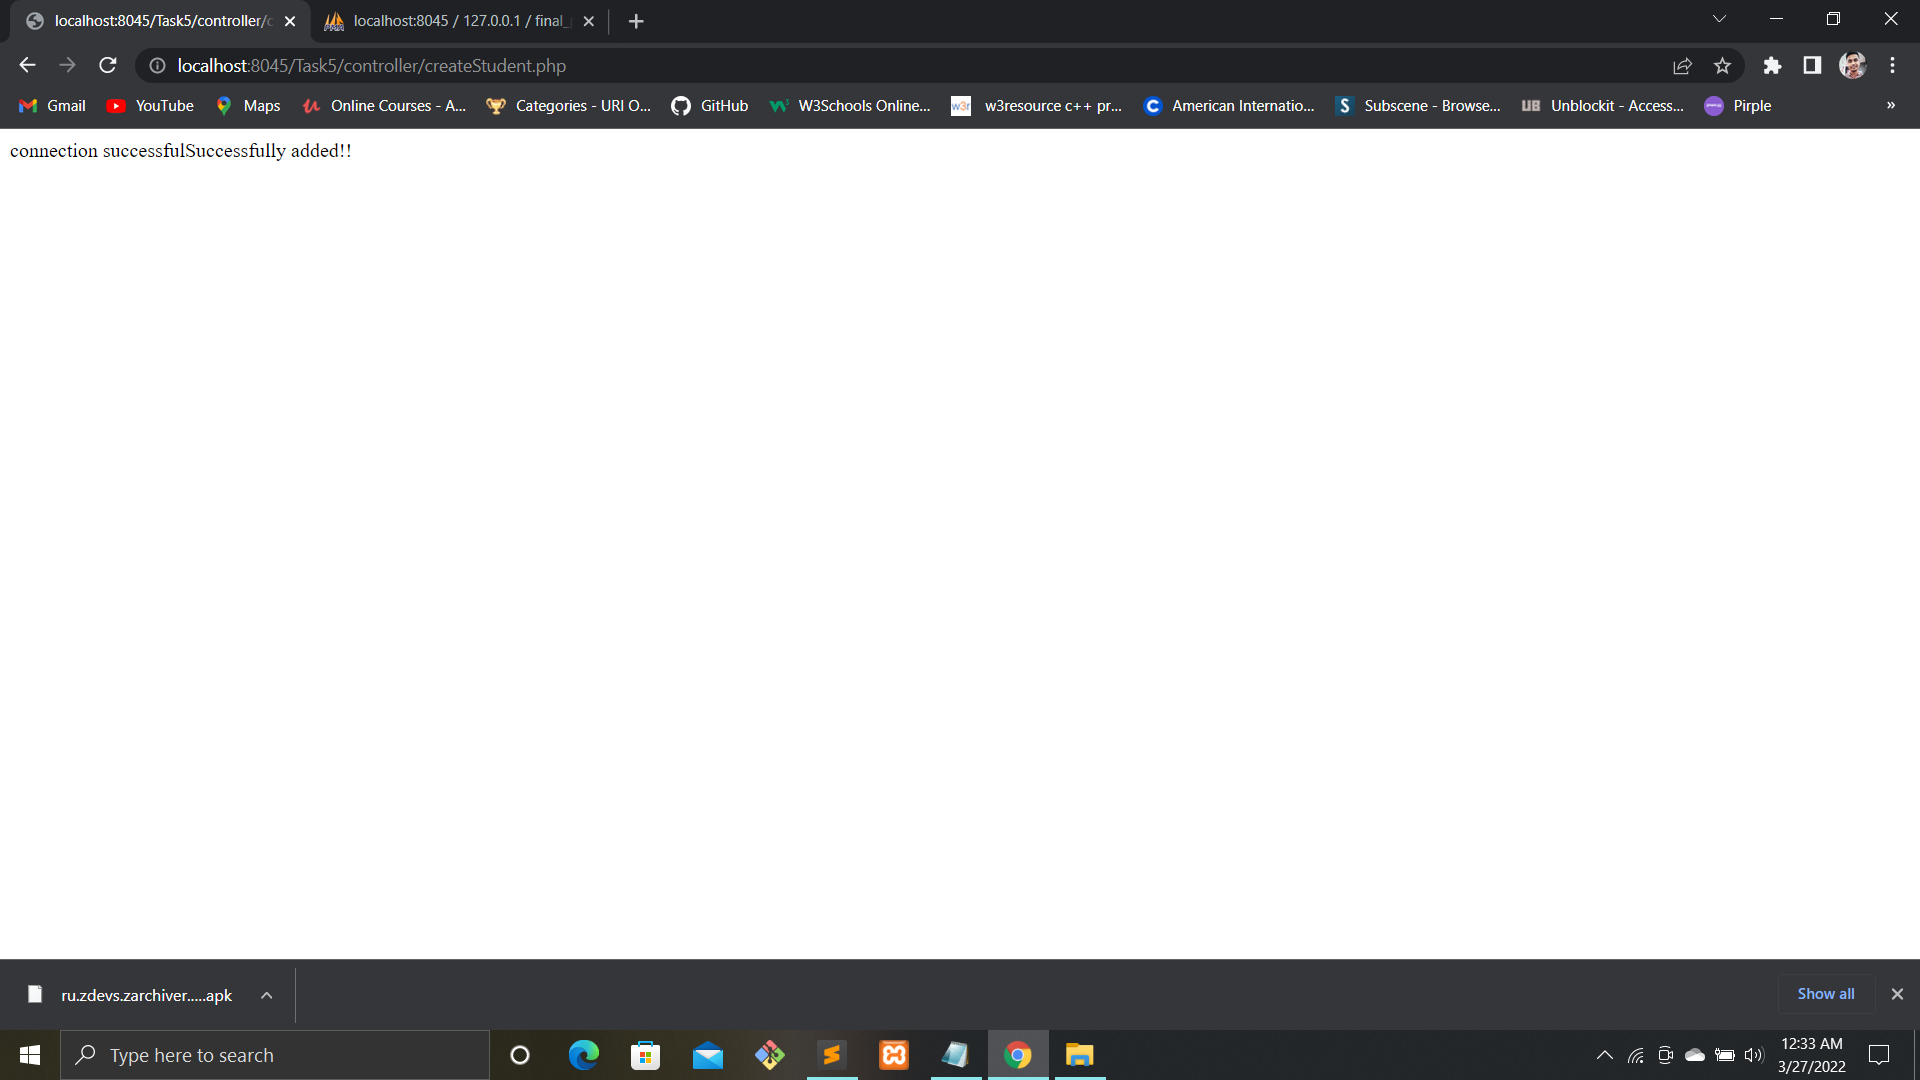 localhost:8045/Task5/controller/c
localhost:8045 / 127.0.0.1 / final_
localhost:8045/Task5/controller/createStudent.php
Gmail YouTube Maps Online Courses - A... Categories - URI O... GitHub W3Schools Online... w3r w3resource c++ pr... C American Internatio... S Subscene - Browse... UB Unblockit - Access... Pirple »
connection successfulSuccessfully added!!
ru.zdevs.zarchiver.....apk
Show all
Type here to search
12:33 AM
3/27/2022